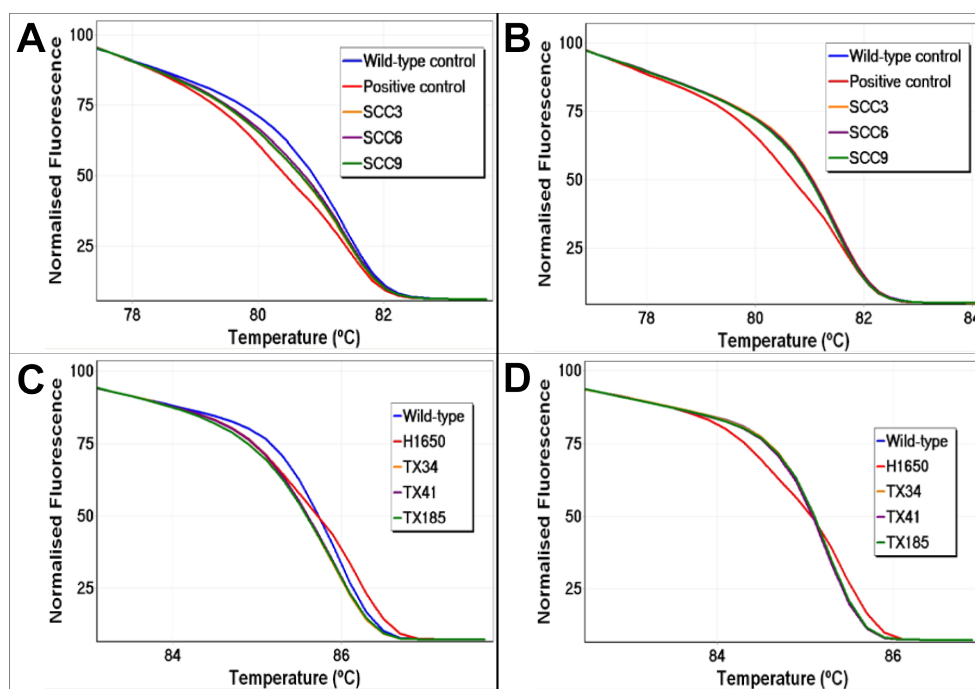 A
100
75
50
25
Normalised Fluorescence
78
80
82
Temperature (ºC)
Wild-type control
Positive control
SCC3
SCC6
SCC9
B
100
75
50
25
Normalised Fluorescence
78
80
82
84
Temperature (ºC)
Wild-type control
Positive control
SCC3
SCC6
SCC9
C
100
75
50
25
Normalised Fluorescence
84
86
Temperature (ºC)
Wild-type
H1650
TX34
TX41
TX185
D
100
75
50
25
Normalised Fluorescence
84
86
Temperature (ºC)
Wild-type
H1650
TX34
TX41
TX185